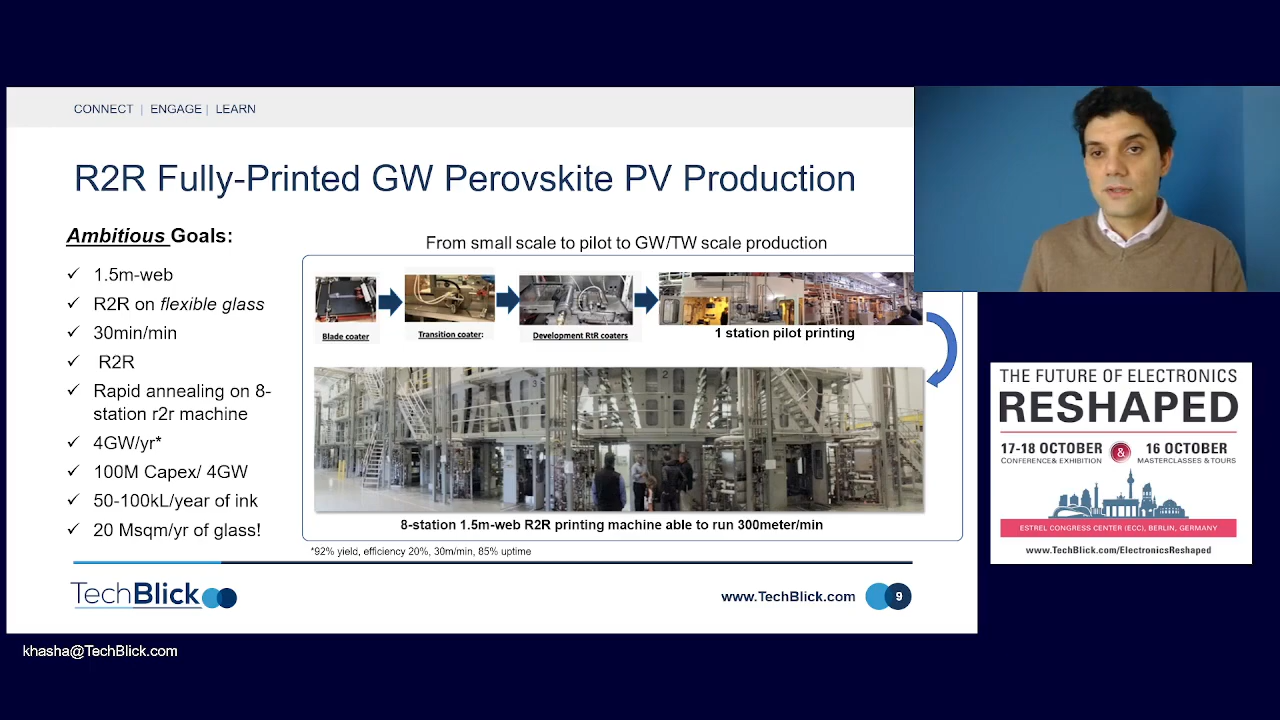 CONNECT | ENGAGE | LEARN
R2R Fully-Printed GW Perovskite PV Production
Ambitious Goals:
✓ 1.5m-web
✓ R2R on flexible glass
✓ 30min/min
✓ R2R
✓ Rapid annealing on 8-
station r2r machine
✓ 4GW/yr*
✓ 100M Capex/ 4GW
✓ 50-100kL/year of ink
✓ 20 Msqm/yr of glass!
From small scale to pilot to GW/TW scale production
Blade coater
Transition coater:
Development RtR coaters
1 station pilot printing
8-station 1.5m-web R2R printing machine able to run 300meter/min
*92% yield, efficiency 20%, 30m/min, 85% uptime
TechBlick
www.TechBlick.com
9
khasha@TechBlick.com
THE FUTURE OF ELECTRONICS
RESHAPED
17-18 OCTOBER
CONFERENCE& EXHIBITION
&
16 OCTOBER
MASTERCLASSES & TOURS
ESTREL CONGRESS CENTER (ECC), BERLIN, GERMANY
www.TechBlick.com/ElectronicsReshaped